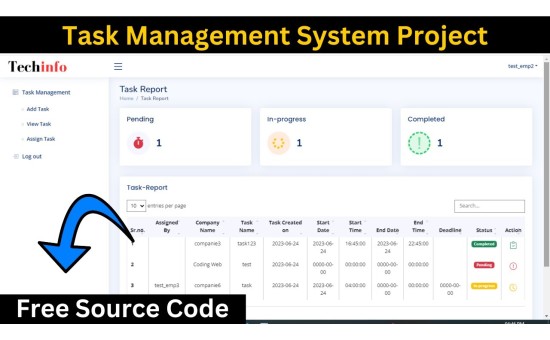 Task Management System Project
Techinfo
test_emp2
Task Management
Add Task
View Task
Assign Task
Log out
Task Report
Home / Task Report
Pending
1
In-progress
1
Completed
1
Task-Report
10 entries per page
Search...
Sr.no. Assigned By Company Name Task Name Task Created on Start Date Start Time End Date End Time Deadline Status Action
companie3 task123 2023-06-24 2023-06-24 16:45:00 2023-06-24 22:45:00 Completed
2 Coding Web test 2023-06-24 0000-00-00 00:00:00 0000-00-00 00:00:00 Pending
3 test_emp3 companie6 task 2023-06-24 2023-06-24 04:00:00 0000-00-00 00:00:00 0000-00-00 In-progress
Free Source Code